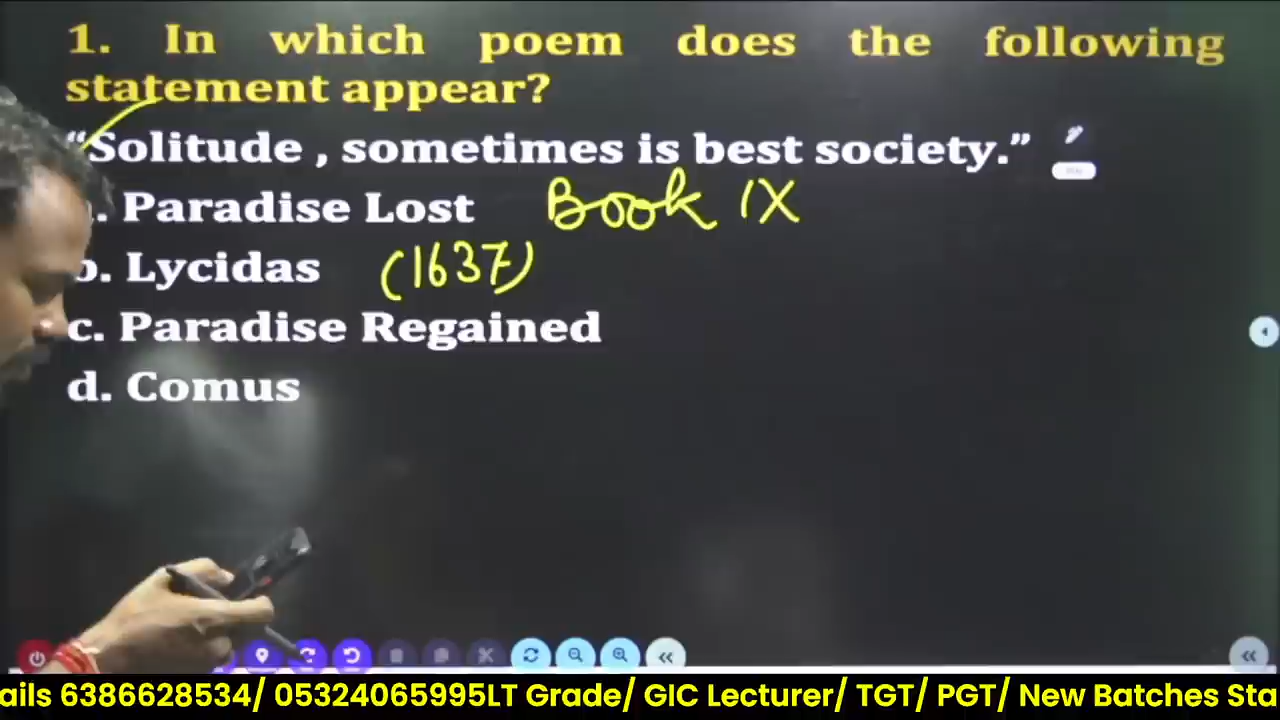 1. In which poem does the following
statement appear?
“Solitude , sometimes is best society.”
. Paradise Lost Book IX
b. Lycidas (1637)
c. Paradise Regained
d. Comus
ails 6386628534/ 05324065995LT Grade/ GIC Lecturer/ TGT/ PGT/ New Batches Sta